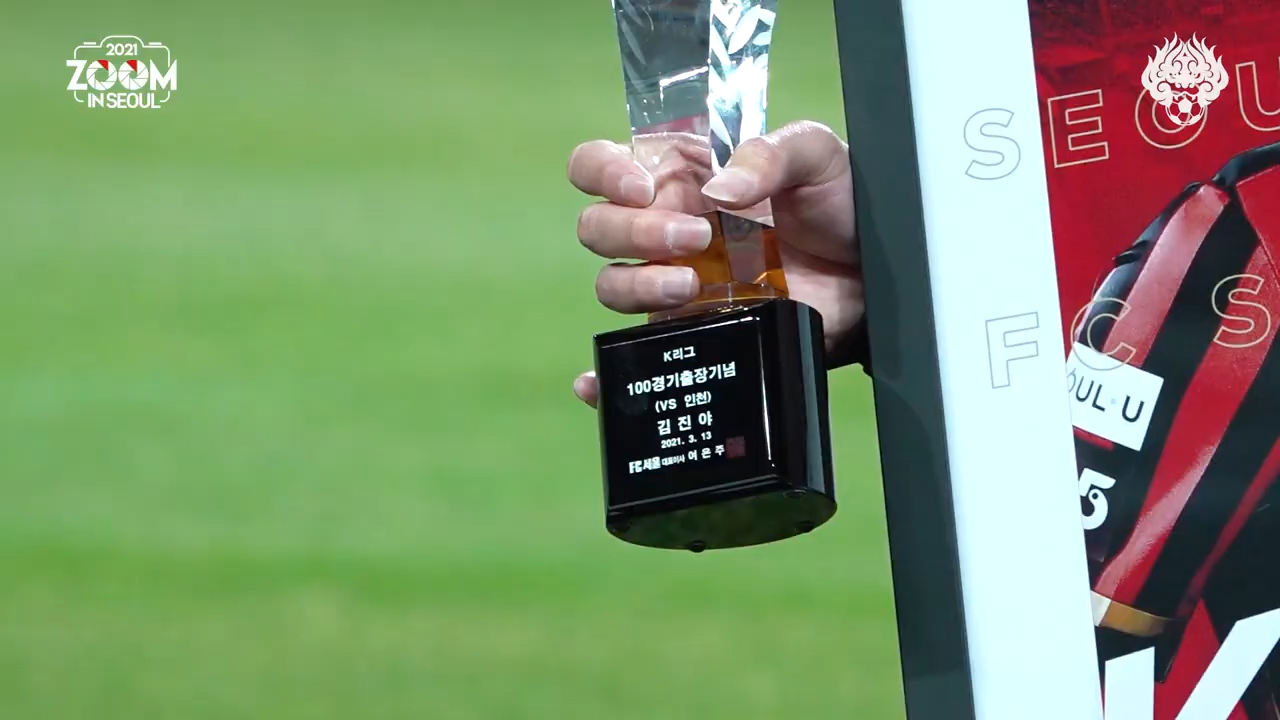 2021
ZOOM
IN SEOUL
SEOU
FC S
OUL·U
5
K리그
100경기출장기념
(VS 인천)
김 진 야
2021. 3. 13
FC서울 대표이사 여 은 주